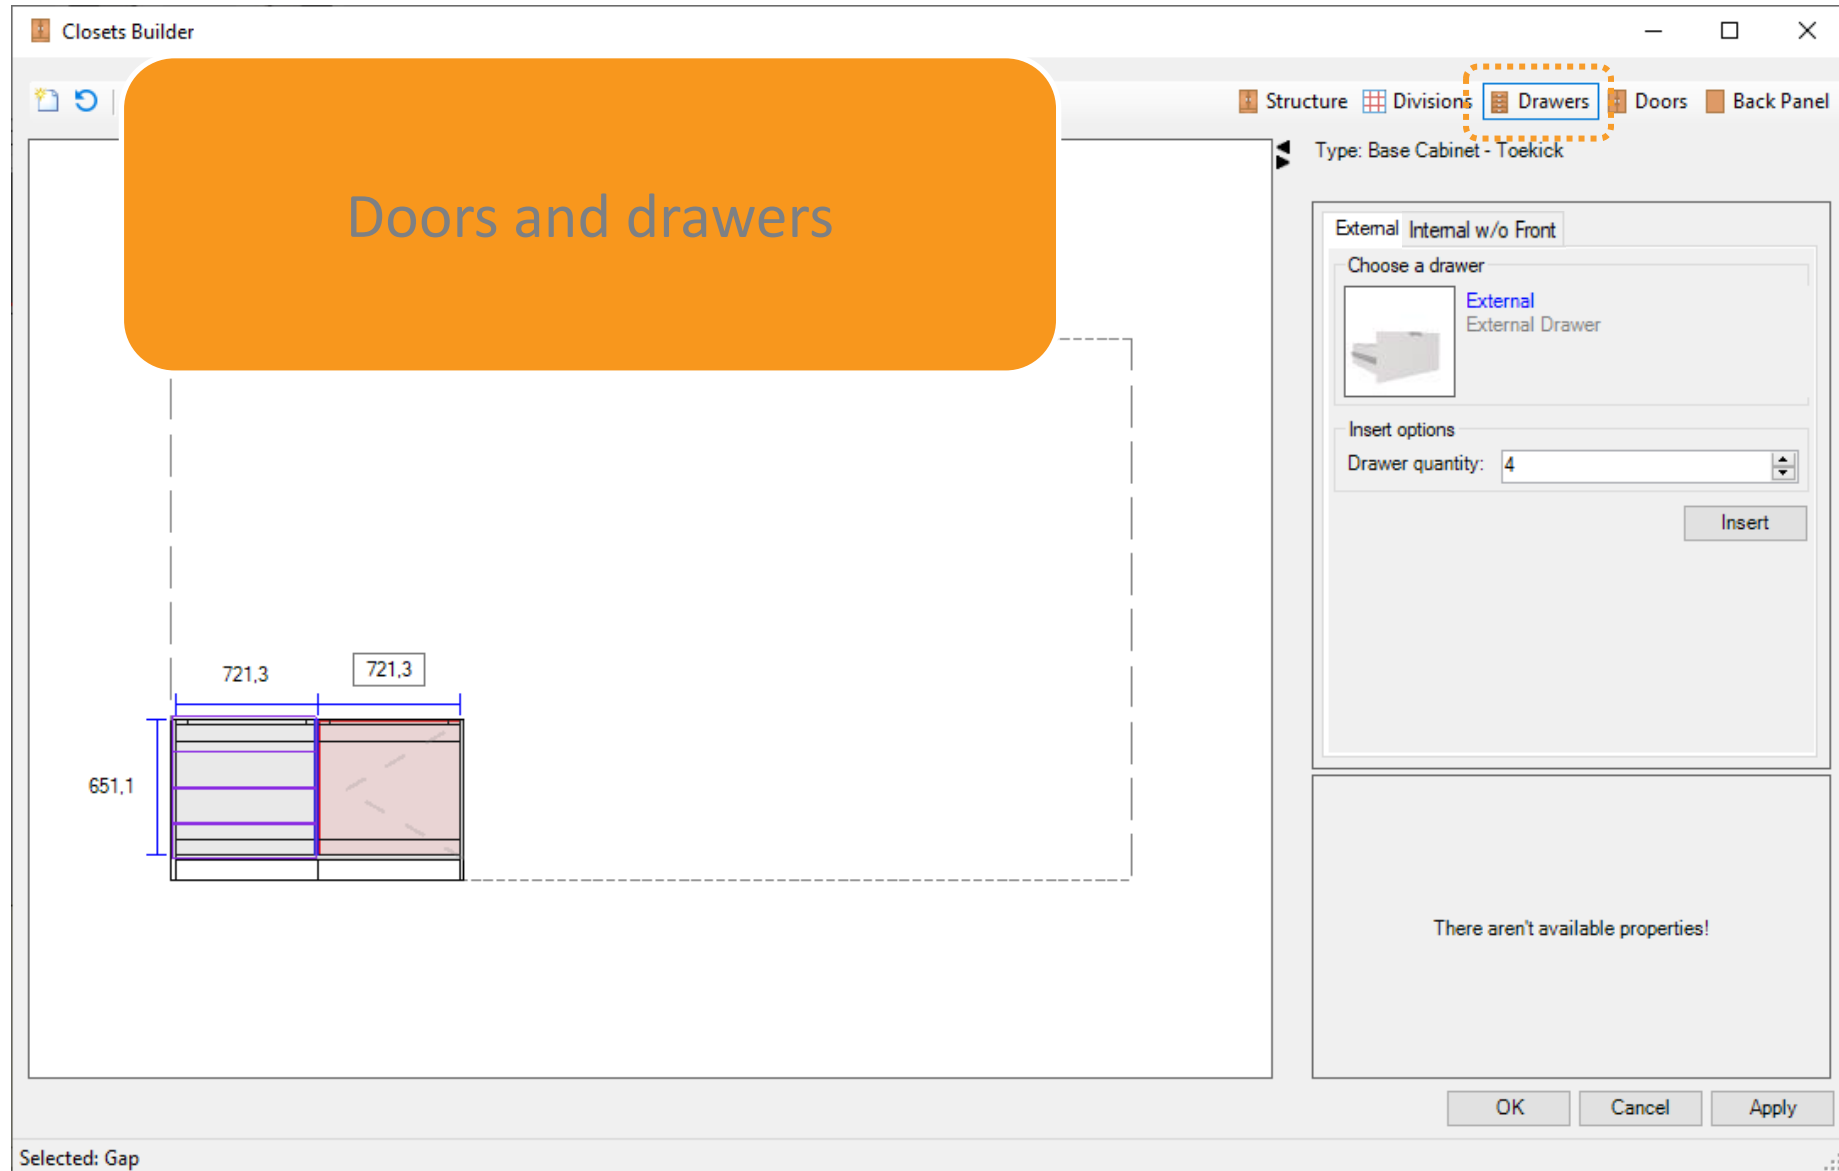 Closets Builder
Structure Divisions Drawers Doors Back Panel
Doors and drawers
Type: Base Cabinet - Toekick
External Internal w/o Front
Choose a drawer
External
External Drawer
Insert options
Drawer quantity: 4
Insert
721,3 721,3
651,1
There aren't available properties!
OK Cancel Apply
Selected: Gap